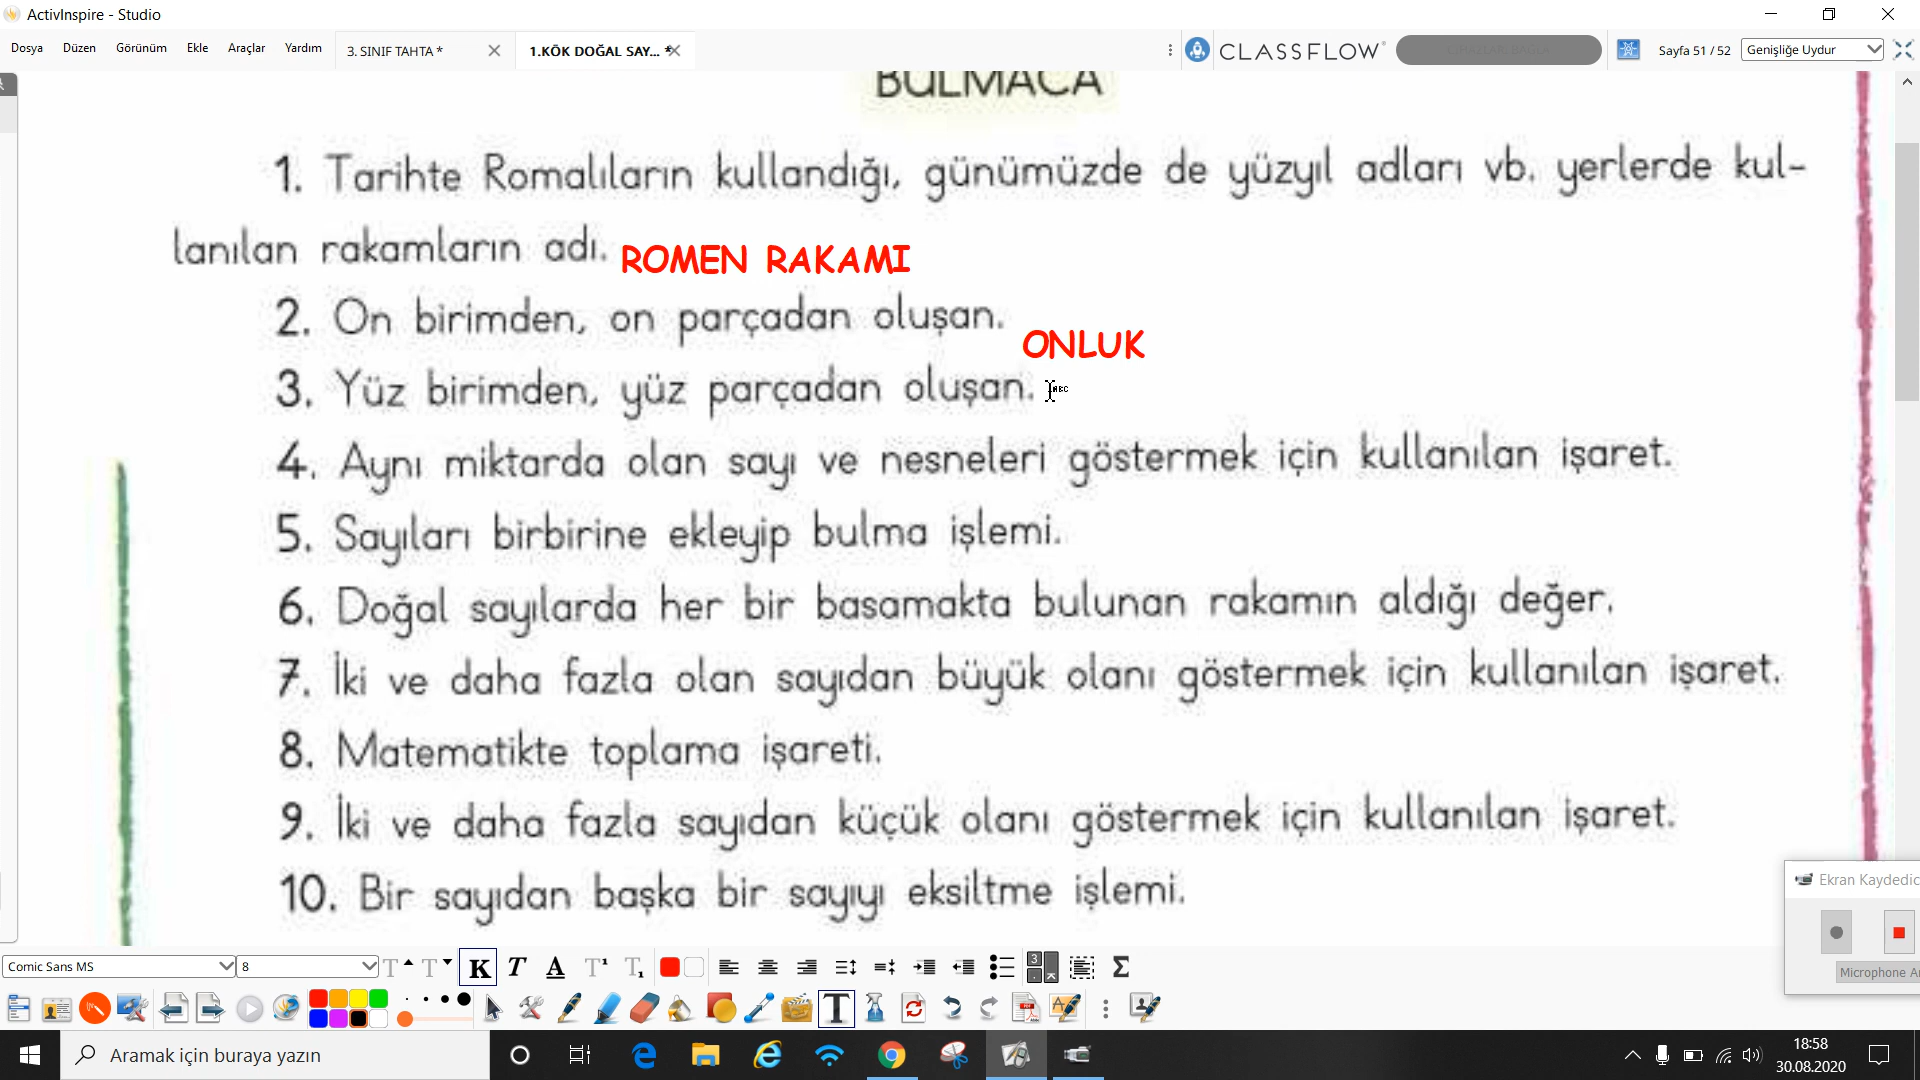 ActivInspire - Studio
Dosya Düzen Görünüm Ekle Araçlar Yardım 3. SINIF TAHTA * 1.KÖK DOĞAL SAY... * CLASSFLOW Sayfa 51 / 52 Genişliğe Uydur
BULMACA
1. Tarihte Romalıların kullandığı, günümüzde de yüzyıl adları vb. yerlerde kul-
lanılan rakamların adı. ROMEN RAKAMI
2. On birimden, on parçadan oluşan.
ONLUK
3. Yüz birimden, yüz parçadan oluşan.
4. Aynı miktarda olan sayı ve nesneleri göstermek için kullanılan işaret.
5. Sayıları birbirine ekleyip bulma işlemi.
6. Doğal sayılarda her bir basamakta bulunan rakamın aldığı değer.
7. İki ve daha fazla olan sayıdan büyük olanı göstermek için kullanılan işaret.
8. Matematikte toplama işareti.
9. İki ve daha fazla sayıdan küçük olanı göstermek için kullanılan işaret.
10. Bir sayıdan başka bir sayıyı eksiltme işlemi.
Ekran Kaydedic
Microphone
Comic Sans MS 8
Aramak için buraya yazın
18:58
30.08.2020